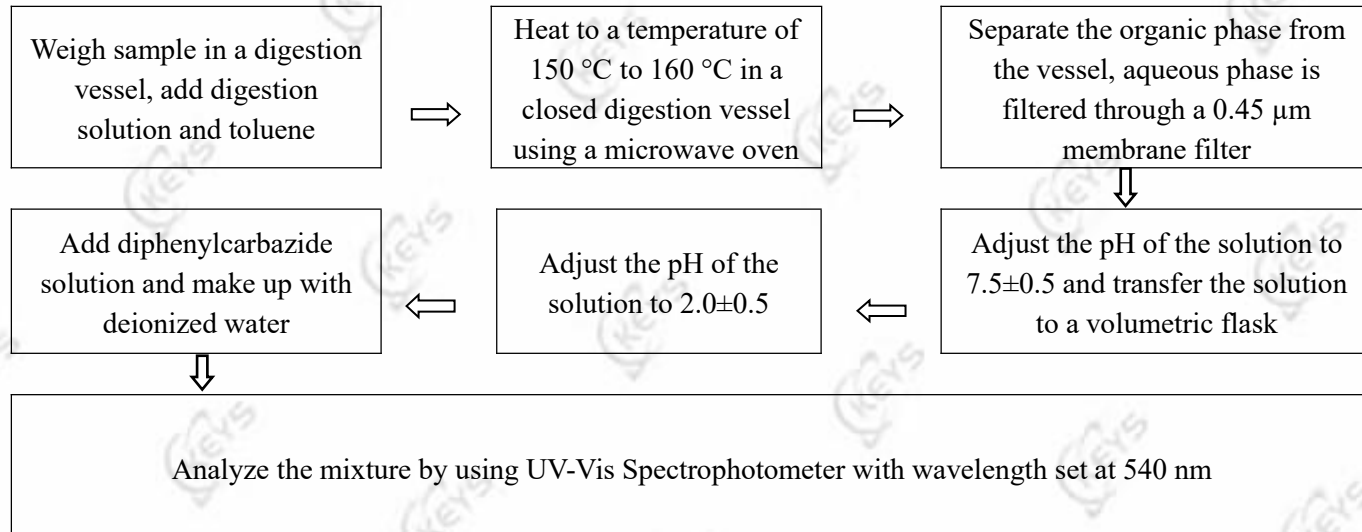 Weigh sample in a digestion
vessel, add digestion
solution and toluene
Heat to a temperature of
150 °C to 160 °C in a
closed digestion vessel
using a microwave oven
Separate the organic phase from
the vessel, aqueous phase is
filtered through a 0.45 µm
membrane filter
Adjust the pH of the solution to
7.5±0.5 and transfer the solution
to a volumetric flask
Adjust the pH of the
solution to 2.0±0.5
Add diphenylcarbazide
solution and make up with
deionized water
Analyze the mixture by using UV-Vis Spectrophotometer with wavelength set at 540 nm
KEYS